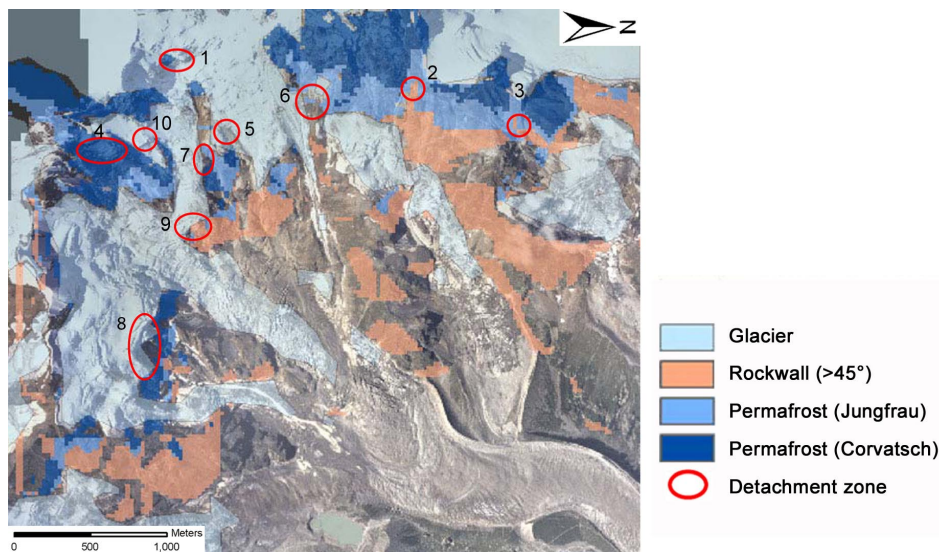 N
1
2
3
6
4
10
5
7
9
8
Glacier
Rockwall (>45°)
Permafrost (Jungfrau)
Permafrost (Corvatsch)
Detachment zone
Meters
0 500 1,000